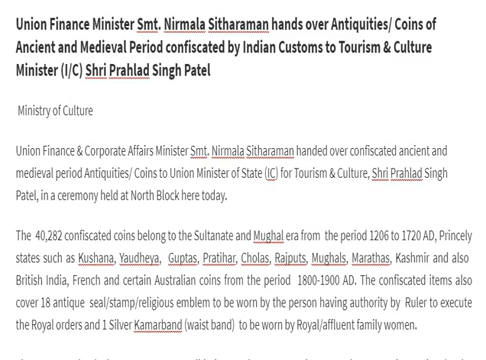 Union Finance Minister Smt. Nirmala Sitharaman hands over Antiquities/ Coins of
Ancient and Medieval Period confiscated by Indian Customs to Tourism & Culture
Minister (I/C) Shri Prahlad Singh Patel
Ministry of Culture
Union Finance & Corporate Affairs Minister Smt. Nirmala Sitharaman handed over confiscated ancient and
medieval period Antiquities/ Coins to Union Minister of State (IC) for Tourism & Culture, Shri Prahlad Singh
Patel, in a ceremony held at North Block here today.
The 40,282 confiscated coins belong to the Sultanate and Mughal era from the period 1206 to 1720 AD, Princely
states such as Kushana, Yaudheya, Guptas, Pratihar, Cholas, Rajputs, Mughals, Marathas, Kashmir and also
British India, French and certain Australian coins from the period 1800-1900 AD. The confiscated items also
cover 18 antique seal/stamp/religious emblem to be worn by the person having authority by Ruler to execute
the Royal orders and 1 Silver Kamarband (waist band) to be worn by Royal/affluent family women.